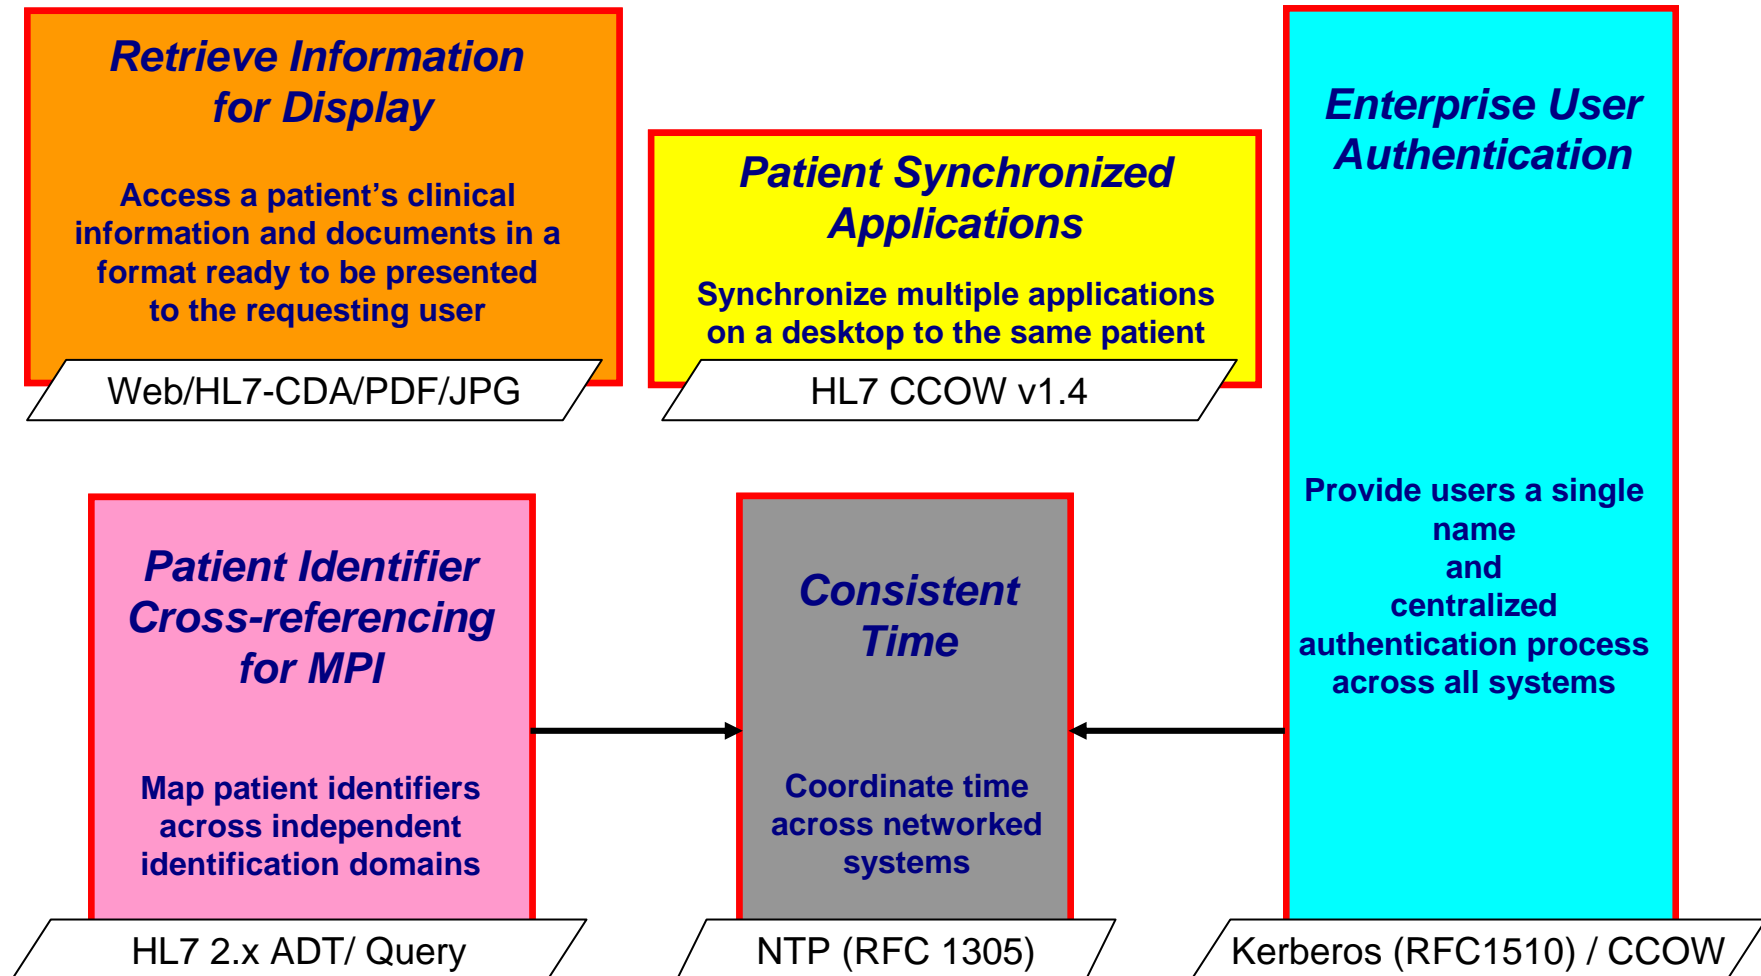 Retrieve Information
for Display
Access a patient’s clinical
information and documents in a
format ready to be presented
to the requesting user
Web/HL7-CDA/PDF/JPG
Patient Synchronized
Applications
Synchronize multiple applications
on a desktop to the same patient
HL7 CCOW v1.4
Enterprise User
Authentication
Provide users a single
name
and
centralized
authentication process
across all systems
Kerberos (RFC1510) / CCOW
Patient Identifier
Cross-referencing
for MPI
Map patient identifiers
across independent
identification domains
HL7 2.x ADT/ Query
Consistent
Time
Coordinate time
across networked
systems
NTP (RFC 1305)